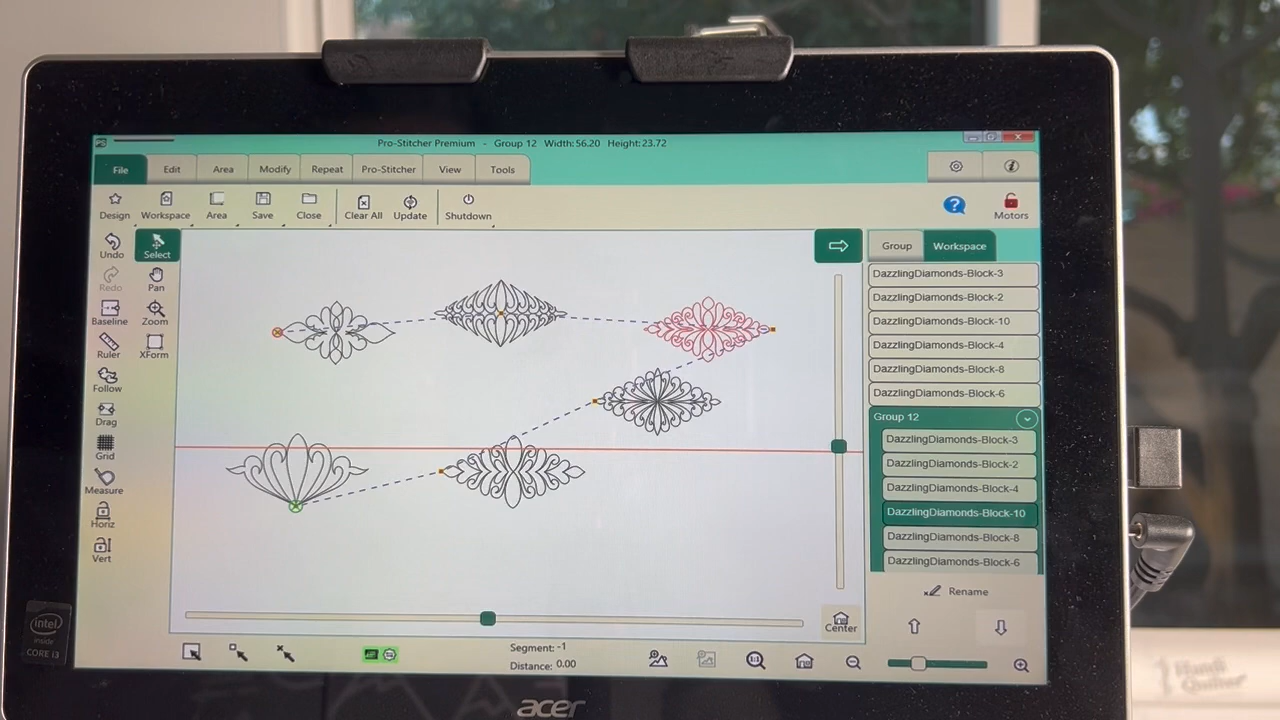 Pro-Stitcher Premium - Group 12 Width:56.20 Height:23.72
File Edit Area Modify Repeat Pro-Stitcher View Tools
Design Workspace Area Save Close Clear All Update Shutdown Motors
Undo Select
Redo Pan
Baseline Zoom
Ruler XForm
Follow
Drag
Grid
Measure
Horiz
Vert
Group Workspace
DazzlingDiamonds-Block-3
DazzlingDiamonds-Block-2
DazzlingDiamonds-Block-10
DazzlingDiamonds-Block-4
DazzlingDiamonds-Block-8
DazzlingDiamonds-Block-6
Group 12
DazzlingDiamonds-Block-3
DazzlingDiamonds-Block-2
DazzlingDiamonds-Block-4
DazzlingDiamonds-Block-10
DazzlingDiamonds-Block-8
DazzlingDiamonds-Block-6
Rename
Center
Segment: -1
Distance: 0.00
1:1
intel
inside
CORE i3
acer
Handi
Quilter